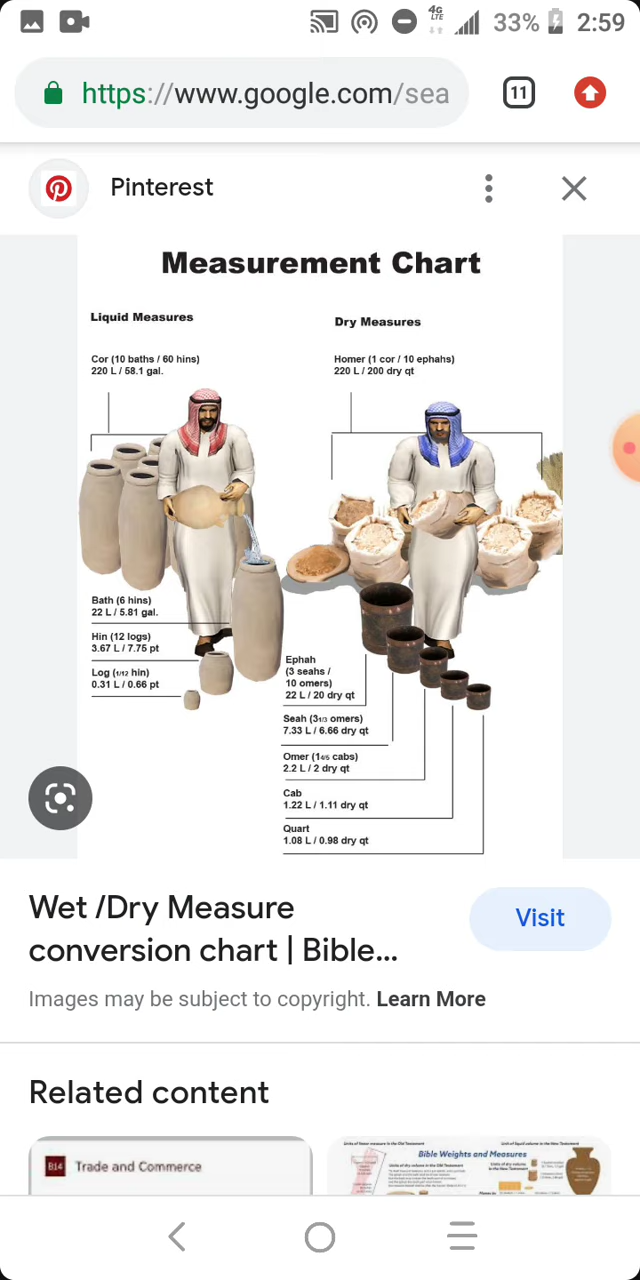 4G
LTE
33%
2:59
https://www.google.com/sea
11
Pinterest
Measurement Chart
Liquid Measures
Cor (10 baths / 60 hins)
220 L / 58.1 gal.
Bath (6 hins)
22 L / 5.81 gal.
Hin (12 logs)
3.67 L / 7.75 pt
Log (1/12 hin)
0.31 L / 0.66 pt
Dry Measures
Homer (1 cor / 10 ephahs)
220 L / 200 dry qt
Ephah
(3 seahs /
10 omers)
22 L / 20 dry qt
Seah (31/3 omers)
7.33 L / 6.66 dry qt
Omer (14/5 cabs)
2.2 L / 2 dry qt
Cab
1.22 L / 1.11 dry qt
Quart
1.08 L / 0.98 dry qt
Wet /Dry Measure
conversion chart | Bible...
Visit
Images may be subject to copyright. Learn More
Related content
B14 Trade and Commerce
Bible Weights and Measures